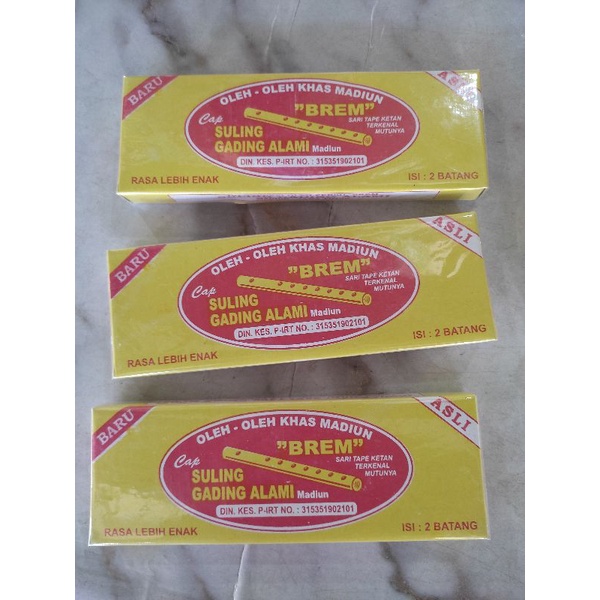 BARU
ASLI
OLEH - OLEH KHAS MADIUN
"BREM"
Cap
SARI TAPE KETAN
TERKENAL
MUTUNYA
SULING
GADING ALAMI Madiun
DIN. KES. P-IRT NO. : 315351902101
RASA LEBIH ENAK
ISI : 2 BATANG
BARU
ASLI
OLEH - OLEH KHAS MADIUN
"BREM"
Cap
SARI TAPE KETAN
TERKENAL
MUTUNYA
SULING
GADING ALAMI Madiun
DIN. KES. P-IRT NO. : 315351902101
RASA LEBIH ENAK
ISI : 2 BATANG
BARU
ASLI
OLEH - OLEH KHAS MADIUN
"BREM"
Cap
SARI TAPE KETAN
TERKENAL
MUTUNYA
SULING
GADING ALAMI Madiun
DIN. KES. P-IRT NO. : 315351902101
RASA LEBIH ENAK
ISI : 2 BATANG